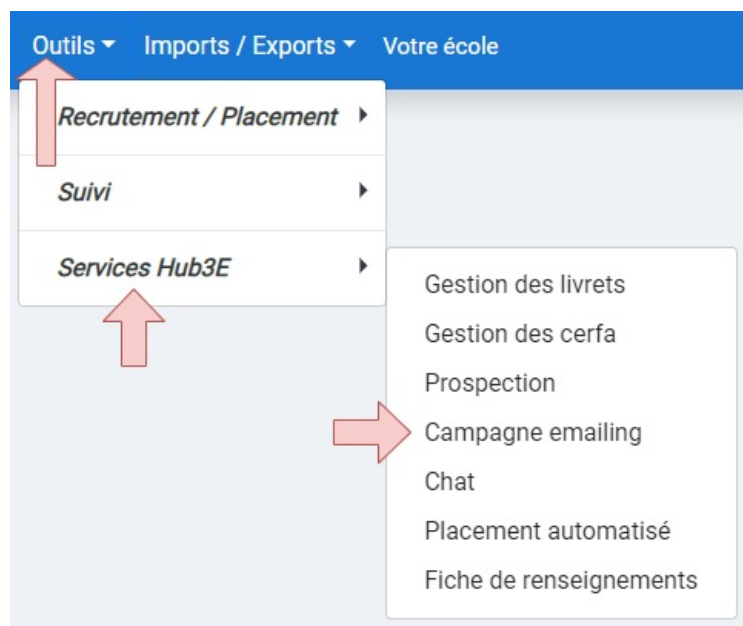 Outils Imports / Exports Votre école
Recrutement / Placement
Suivi
Services Hub3E
Gestion des livrets
Gestion des cerfa
Prospection
Campagne emailing
Chat
Placement automatisé
Fiche de renseignements